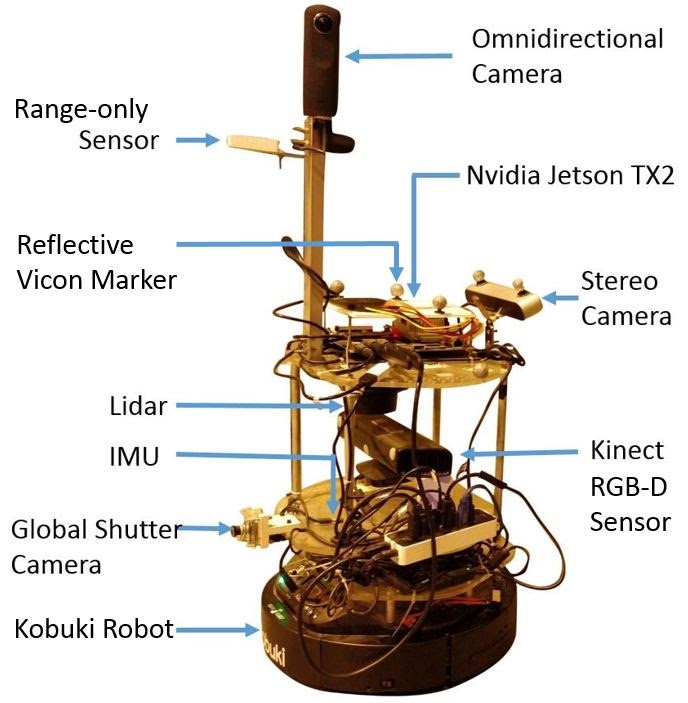 Omnidirectional
Camera
Range-only
Sensor
Nvidia Jetson TX2
Reflective
Vicon Marker
Stereo
Camera
Lidar
IMU
Kinect
RGB-D
Sensor
Global Shutter
Camera
Kobuki Robot
buki